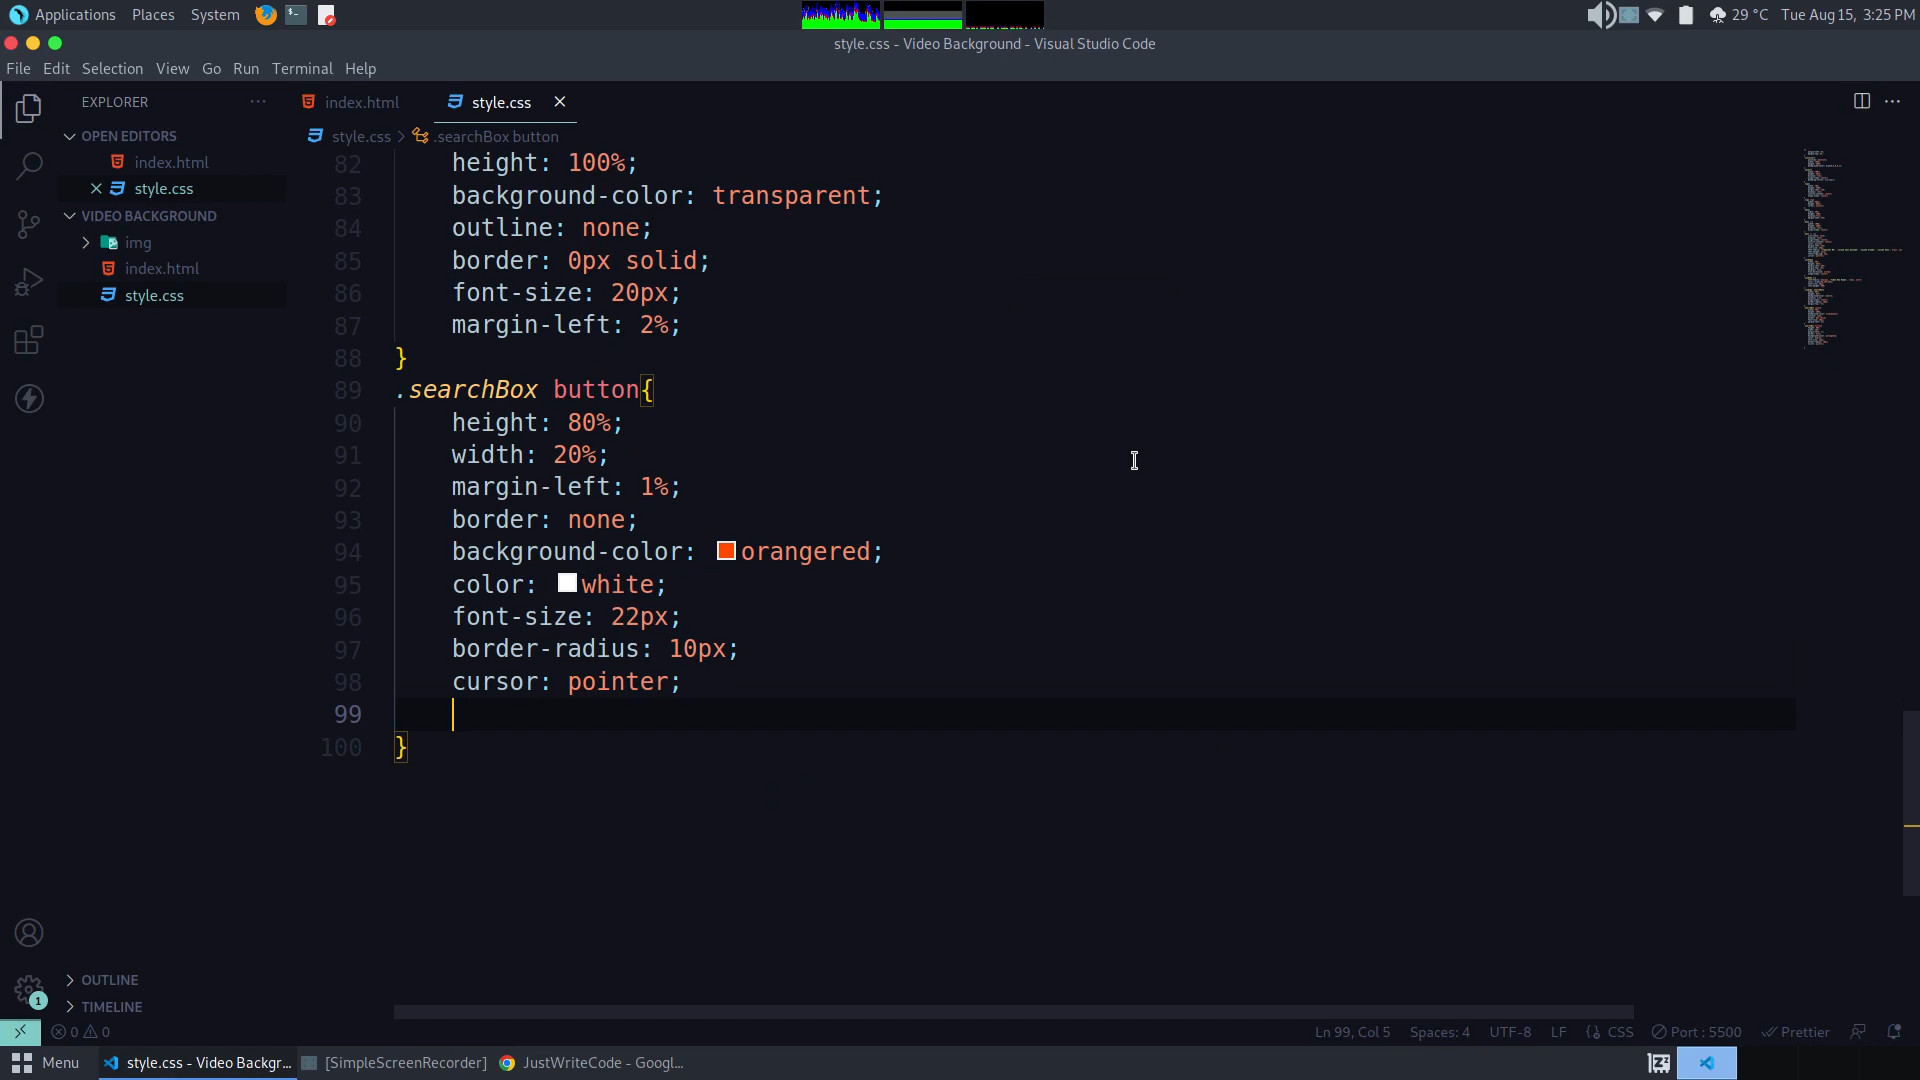 Applications Places System
29 °C Tue Aug 15, 3:25 PM
style.css - Video Background - Visual Studio Code
File Edit Selection View Go Run Terminal Help
EXPLORER
index.html
style.css
OPEN EDITORS
style.css > .searchBox button
index.html
style.css
VIDEO BACKGROUND
img
index.html
style.css
82 height: 100%;
83 background-color: transparent;
84 outline: none;
85 border: 0px solid;
86 font-size: 20px;
87 margin-left: 2%;
88 }
89 .searchBox button{
90 height: 80%;
91 width: 20%;
92 margin-left: 1%;
93 border: none;
94 background-color: orangered;
95 color: white;
96 font-size: 22px;
97 border-radius: 10px;
98 cursor: pointer;
99
100 }
1
OUTLINE
TIMELINE
0 0
Ln 99, Col 5 Spaces: 4 UTF-8 LF {} CSS Port : 5500 Prettier
Menu style.css - Video Backgr... [SimpleScreenRecorder] JustWriteCode - Googl...